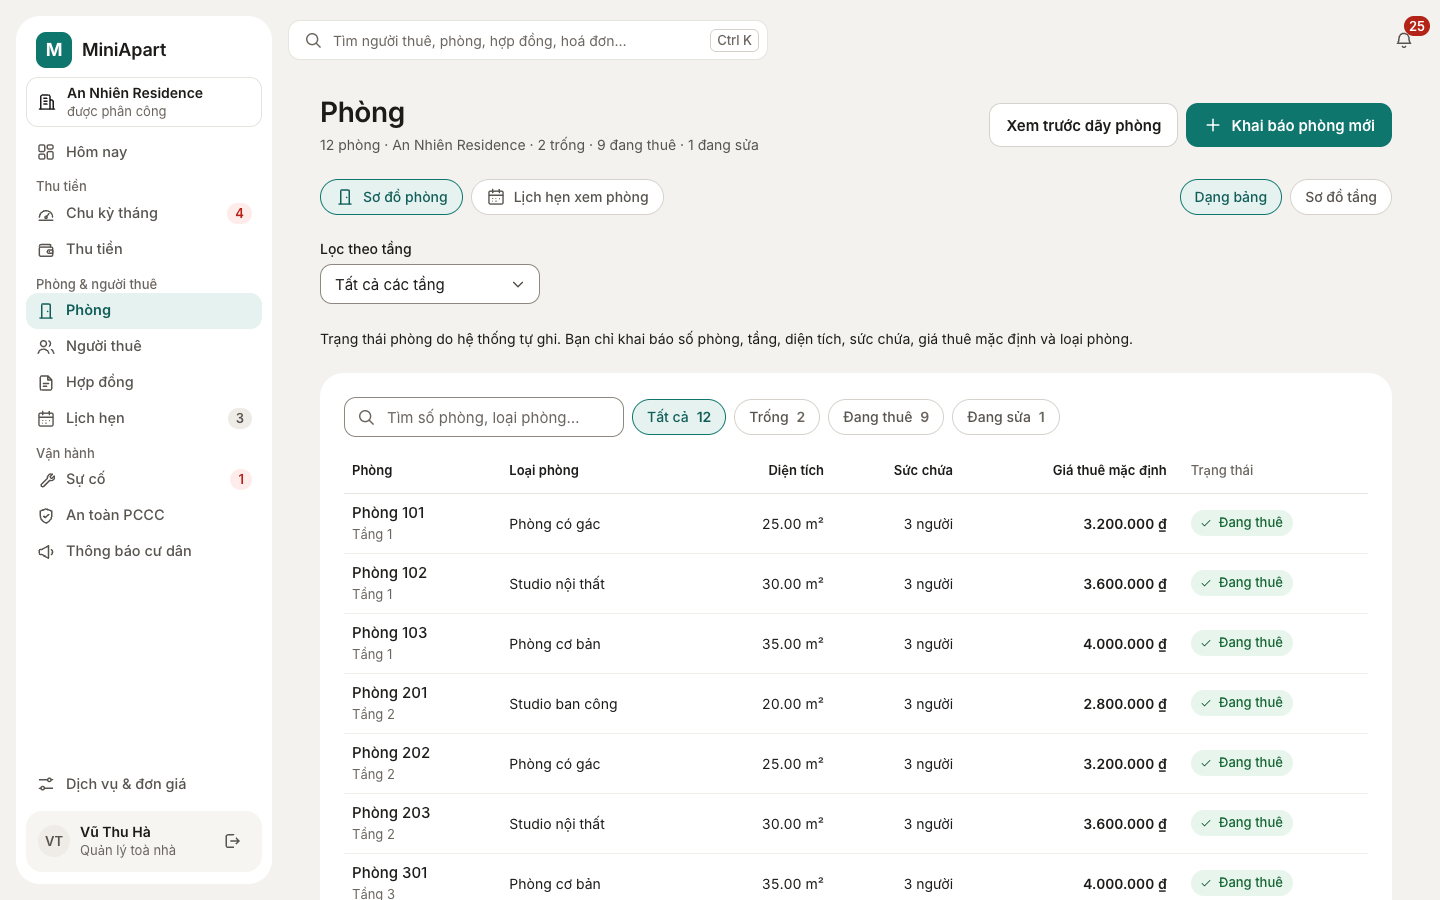 M MiniApart
An Nhiên Residence
được phân công
Hôm nay
Thu tiền
Chu kỳ tháng 4
Thu tiền
Phòng & người thuê
Phòng
Người thuê
Hợp đồng
Lịch hẹn 3
Vận hành
Sự cố 1
An toàn PCCC
Thông báo cư dân
Dịch vụ & đơn giá
VT Vũ Thu Hà
Quản lý toà nhà
Tìm người thuê, phòng, hợp đồng, hoá đơn... Ctrl K
25
Phòng
12 phòng · An Nhiên Residence · 2 trống · 9 đang thuê · 1 đang sửa
Xem trước dãy phòng
Khai báo phòng mới
Sơ đồ phòng Lịch hẹn xem phòng Dạng bảng Sơ đồ tầng
Lọc theo tầng
Tất cả các tầng
Trạng thái phòng do hệ thống tự ghi. Bạn chỉ khai báo số phòng, tầng, diện tích, sức chứa, giá thuê mặc định và loại phòng.
Tìm số phòng, loại phòng... Tất cả 12 Trống 2 Đang thuê 9 Đang sửa 1
Phòng Loại phòng Diện tích Sức chứa Giá thuê mặc định Trạng thái
Phòng 101
Tầng 1 Phòng có gác 25.00 m² 3 người 3.200.000 ₫ Đang thuê
Phòng 102
Tầng 1 Studio nội thất 30.00 m² 3 người 3.600.000 ₫ Đang thuê
Phòng 103
Tầng 1 Phòng cơ bản 35.00 m² 3 người 4.000.000 ₫ Đang thuê
Phòng 201
Tầng 2 Studio ban công 20.00 m² 3 người 2.800.000 ₫ Đang thuê
Phòng 202
Tầng 2 Phòng có gác 25.00 m² 3 người 3.200.000 ₫ Đang thuê
Phòng 203
Tầng 2 Studio nội thất 30.00 m² 3 người 3.600.000 ₫ Đang thuê
Phòng 301
Tầng 3 Phòng cơ bản 35.00 m² 3 người 4.000.000 ₫ Đang thuê